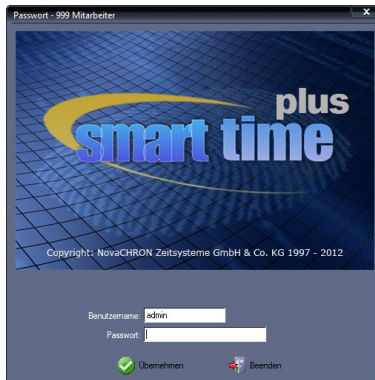 Passwort - 999 Mitarbeiter
plus
smart time
Copyright: NovaCHRON Zeitsysteme GmbH & Co. KG 1997 - 2012
Benutzername: admin
Passwort:
Übernehmen Beenden